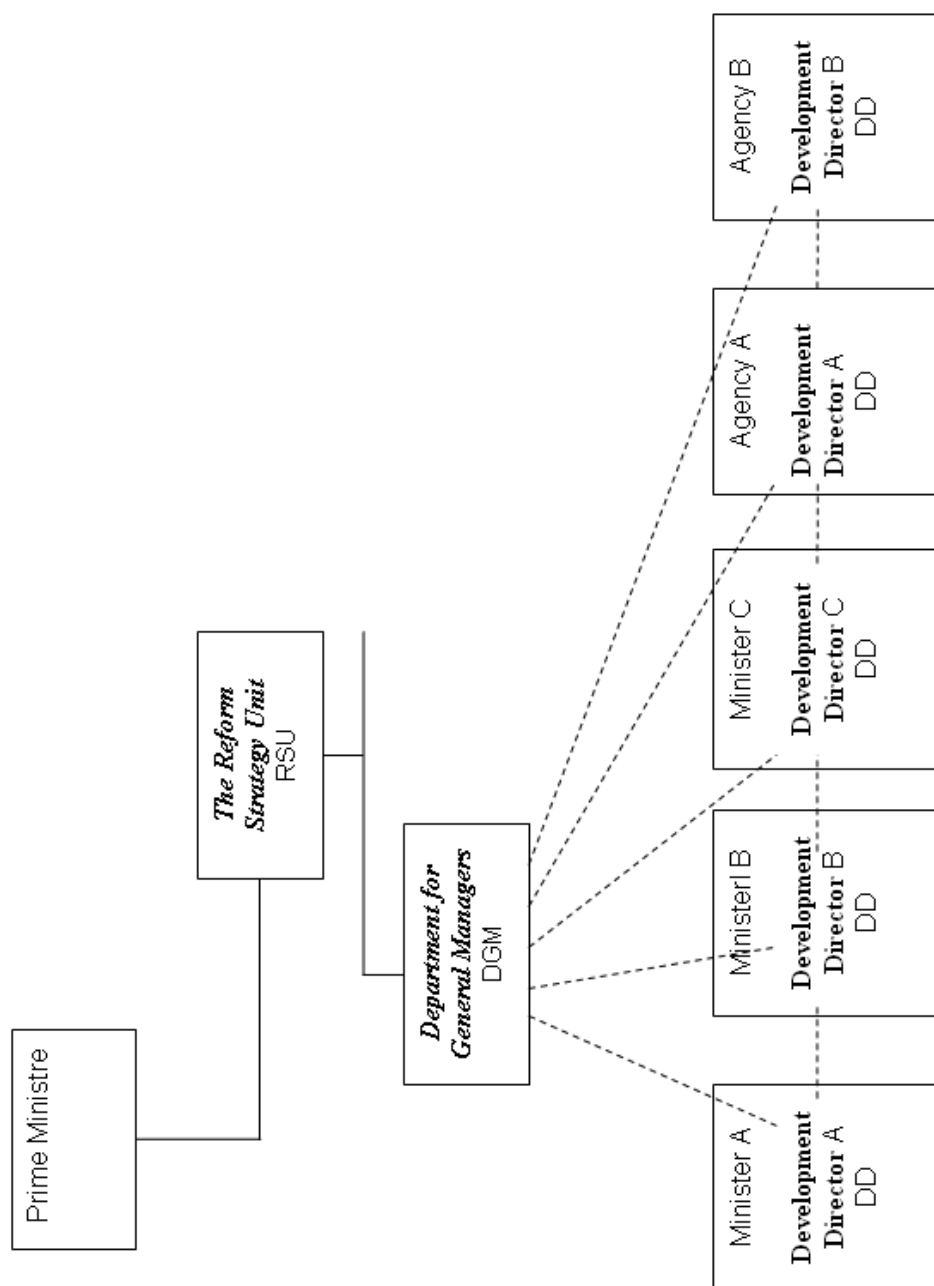 Prime Ministre
The Reform
Strategy Unit
RSU
Department for
General Managers
DGM
Minister A
Development
Director A
DD
Ministerl B
Development
Director B
DD
Minister C
Development
Director C
DD
Agency A
Development
Director A
DD
Agency B
Development
Director B
DD